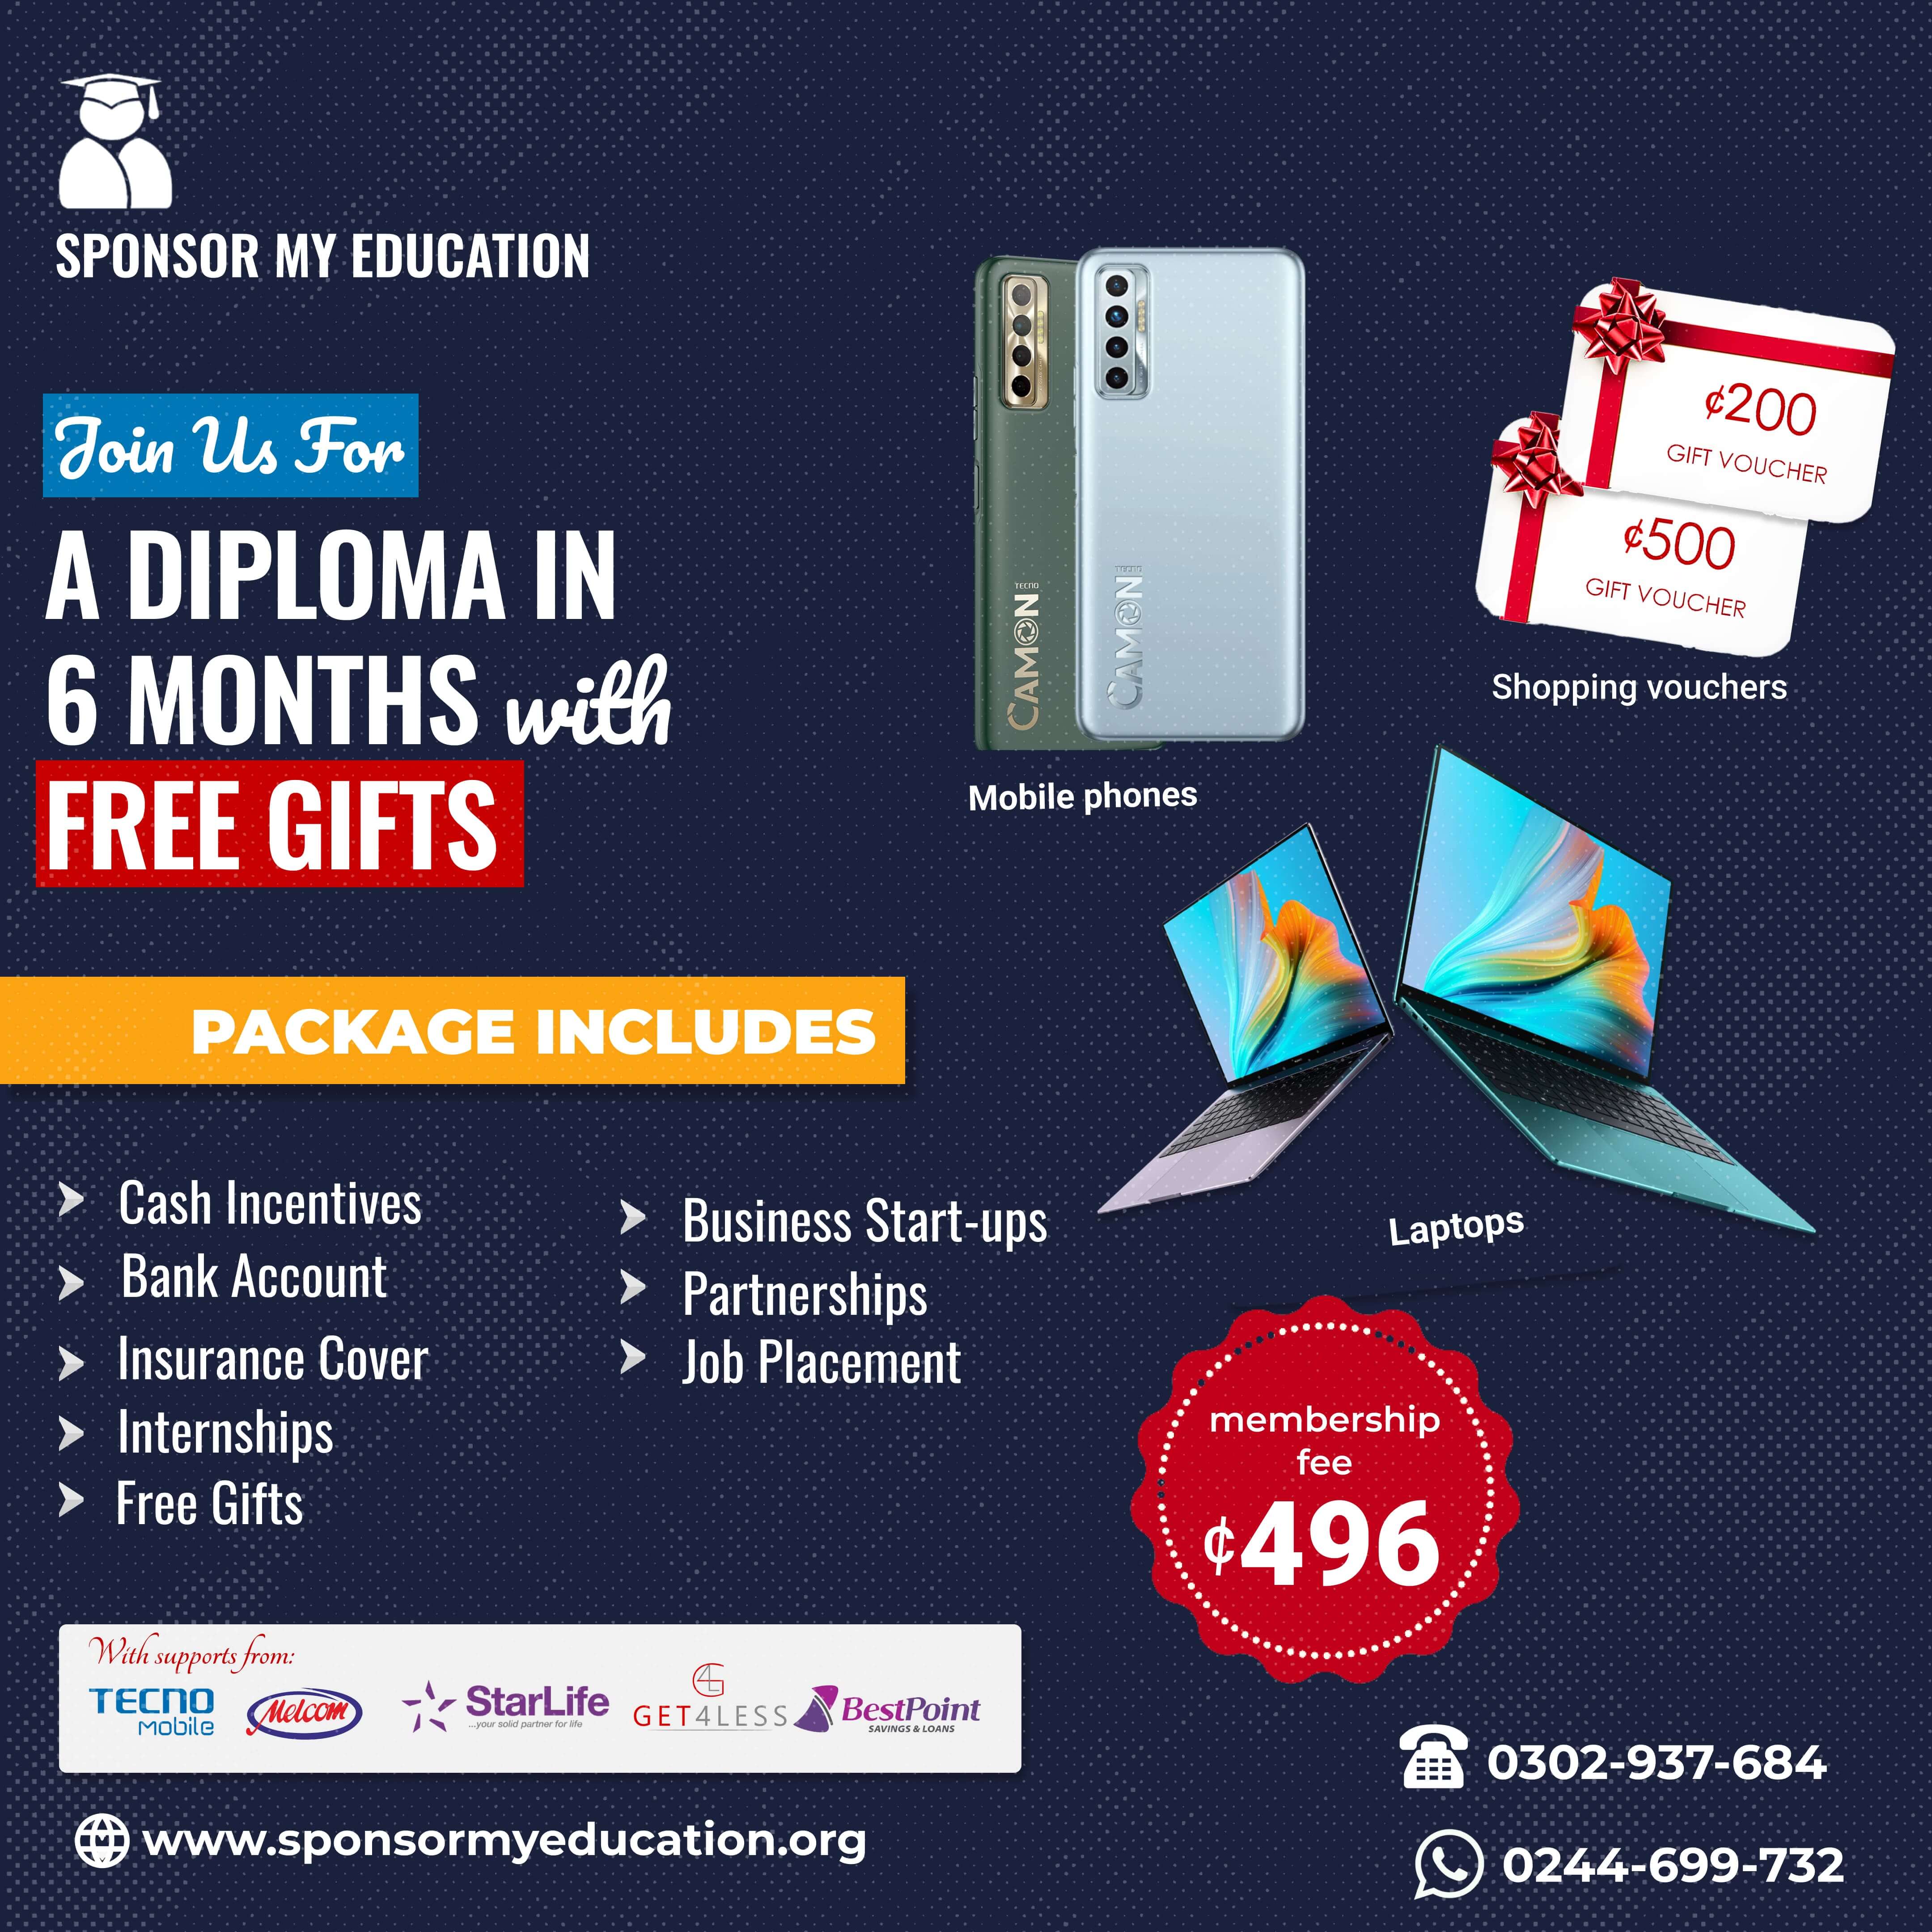 SPONSOR MY EDUCATION
Join Us For
A DIPLOMA IN
6 MONTHS with
FREE GIFTS
TECNO
CAMON
TECNO
CAMON
Mobile phones
¢200
GIFT VOUCHER
¢500
GIFT VOUCHER
Shopping vouchers
Laptops
PACKAGE INCLUDES
Cash Incentives
Bank Account
Insurance Cover
Internships
Free Gifts
Business Start-ups
Partnerships
Job Placement
membership
fee
¢496
With supports from:
TECNO
mobile
Melcom
StarLife
...your solid partner for life
4G
GET4LESS
BestPoint
SAVINGS & LOANS
www.sponsormyeducation.org
0302-937-684
0244-699-732